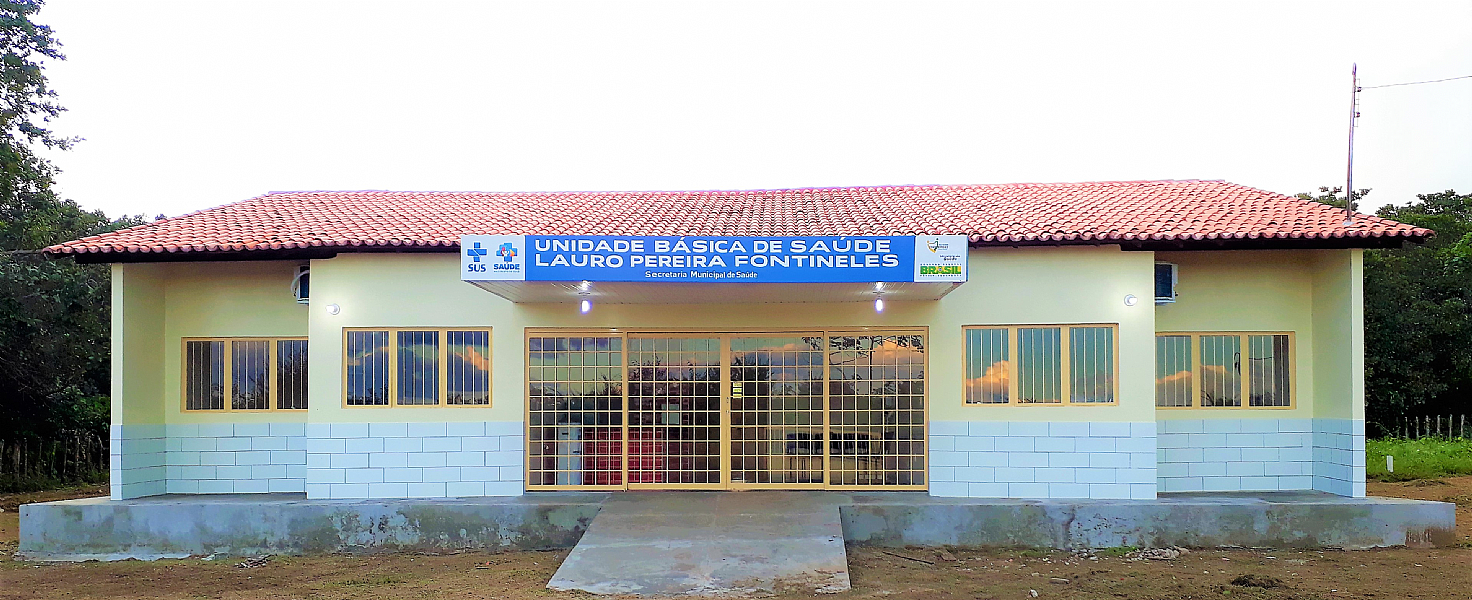 SUS
SAÚDE
UNIDADE BÁSICA DE SAÚDE
LAURO PEREIRA FONTINELES
Secretaria Municipal de Saúde
BRASIL